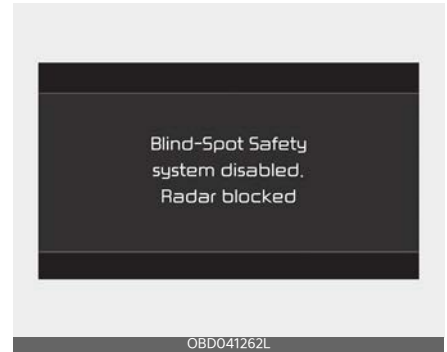 Blind-Spot Safety
system disabled.
Radar blocked
OBD041262L